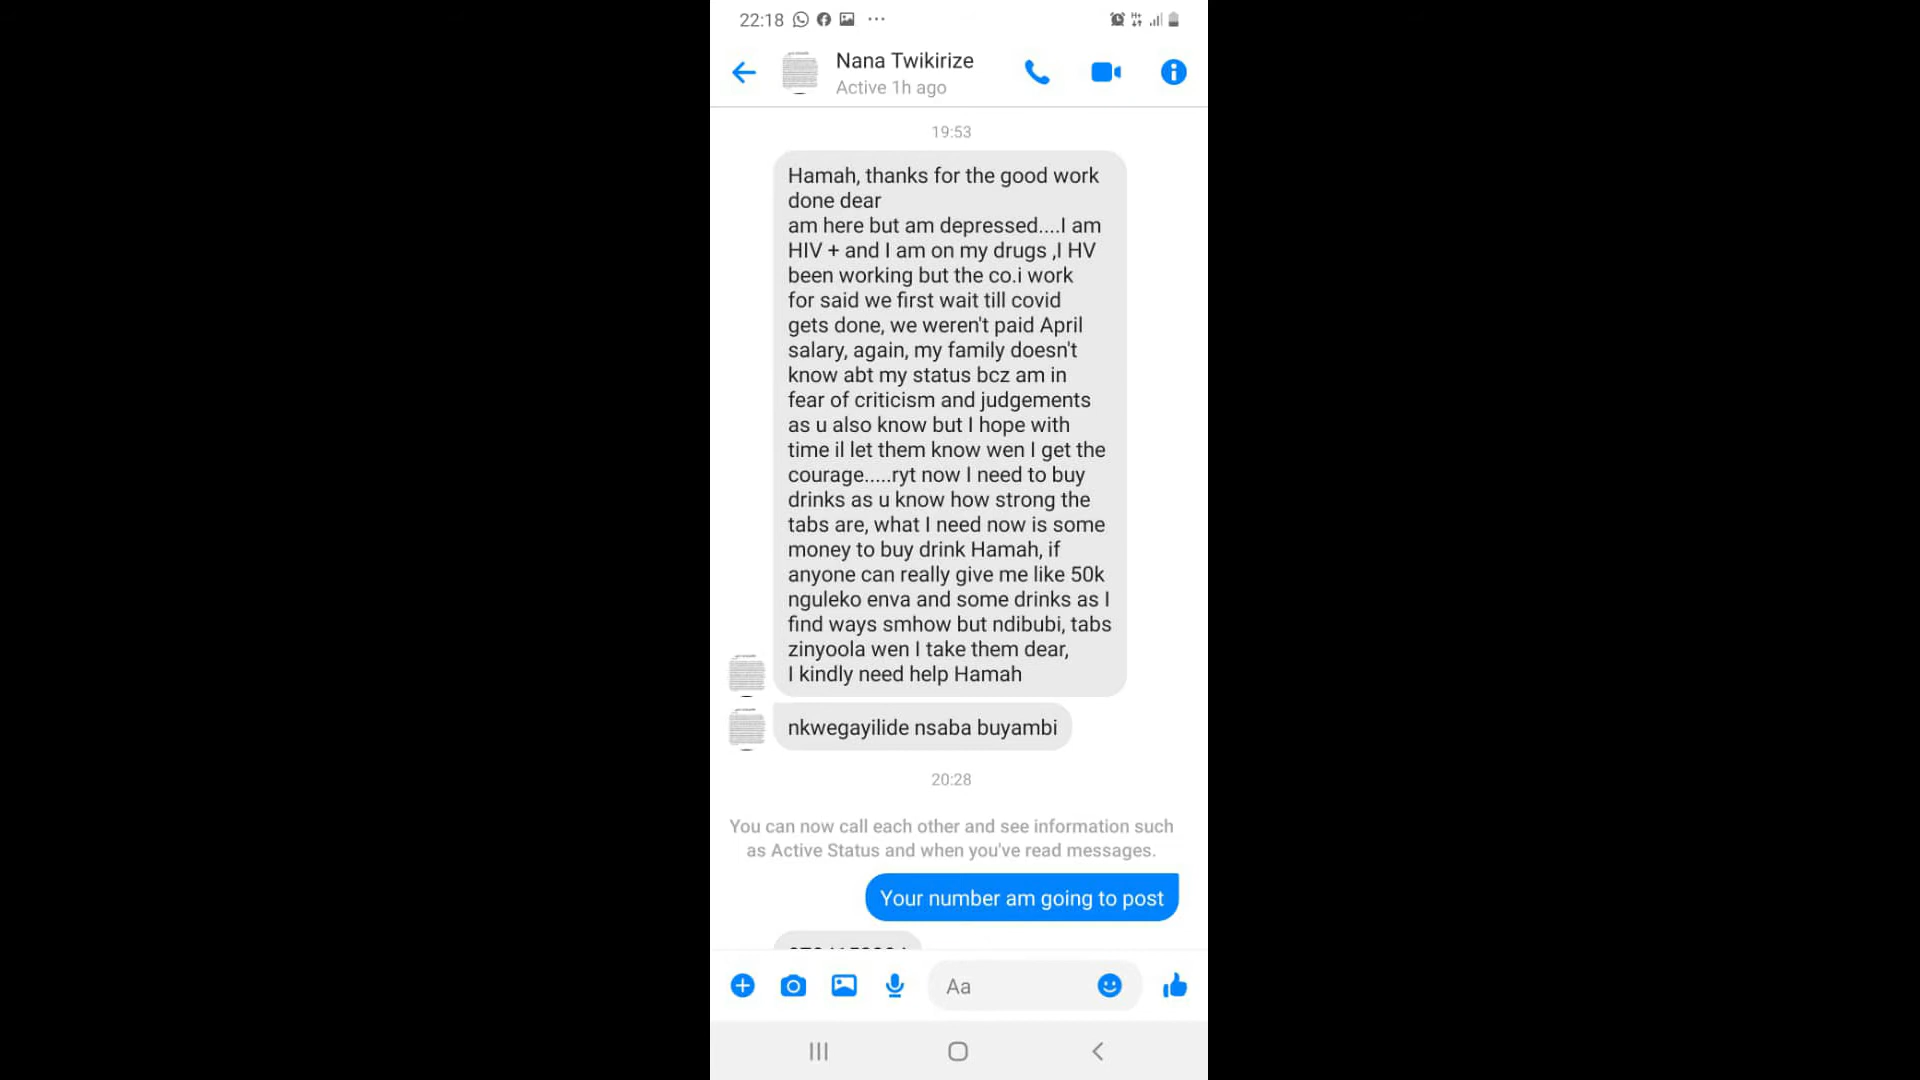 22:18
Nana Twikirize
Active 1h ago
19:53
Hamah, thanks for the good work
done dear
am here but am depressed....I am
HIV + and I am on my drugs ,I HV
been working but the co.i work
for said we first wait till covid
gets done, we weren't paid April
salary, again, my family doesn't
know abt my status bcz am in
fear of criticism and judgements
as u also know but I hope with
time il let them know wen I get the
courage.....ryt now I need to buy
drinks as u know how strong the
tabs are, what I need now is some
money to buy drink Hamah, if
anyone can really give me like 50k
nguleko enva and some drinks as I
find ways smhow but ndibubi, tabs
zinyoola wen I take them dear,
I kindly need help Hamah
nkwegayilide nsaba buyambi
20:28
You can now call each other and see information such
as Active Status and when you've read messages.
Your number am going to post
Aa